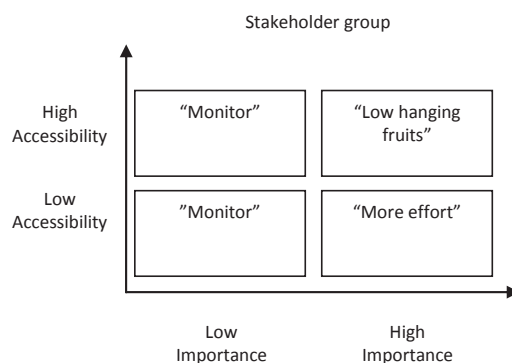 Stakeholder group
High
Accessibility
“Monitor”
“Low hanging
fruits”
Low
Accessibility
”Monitor”
“More effort”
Low
Importance
High
Importance